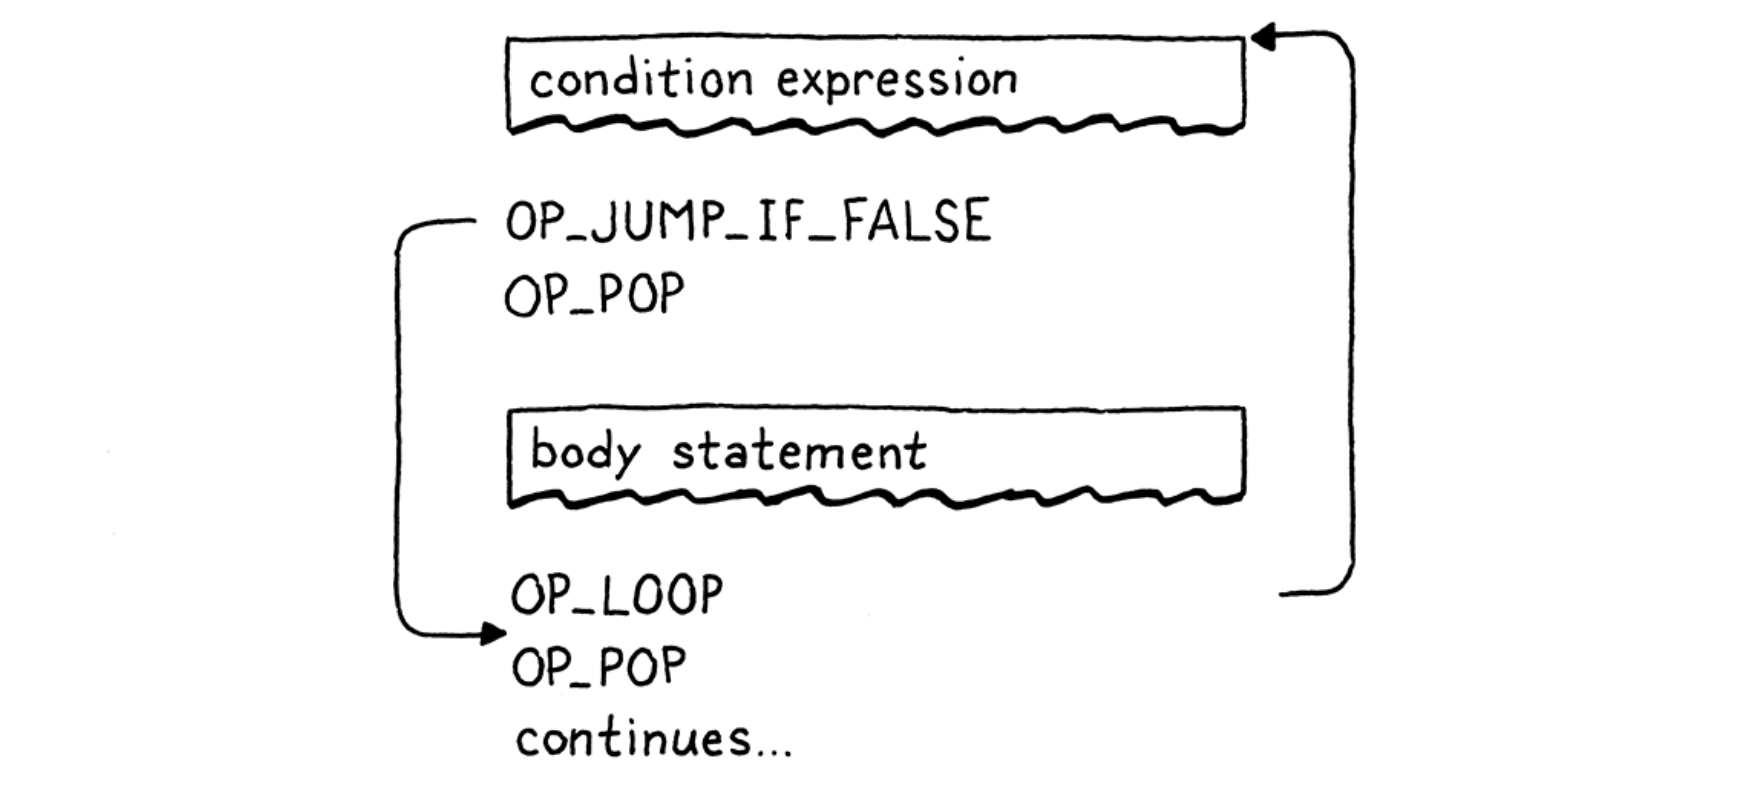 condition expression
OP_JUMP_IF_FALSE
OP_POP
body statement
OP_LOOP
OP_POP
continues...